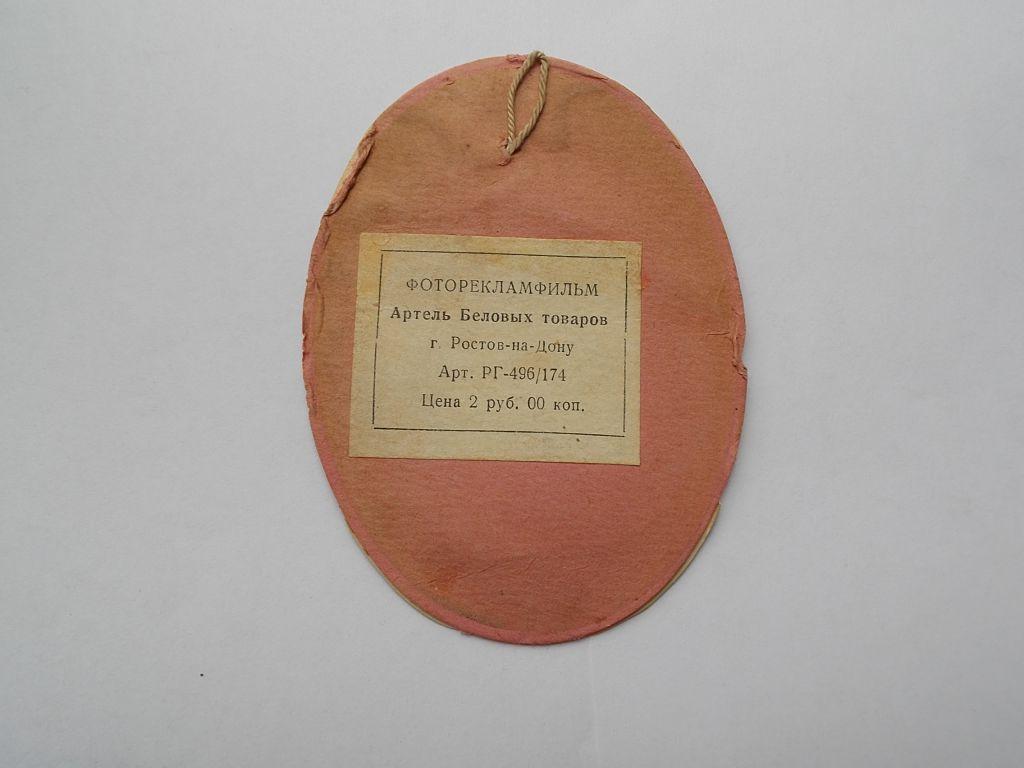 ФОТОРЕКЛАМФИЛЬМ
Артель Беловых товаров
г. Ростов-на-Дону
Арт. РГ-496/174
Цена 2 руб. 00 коп.